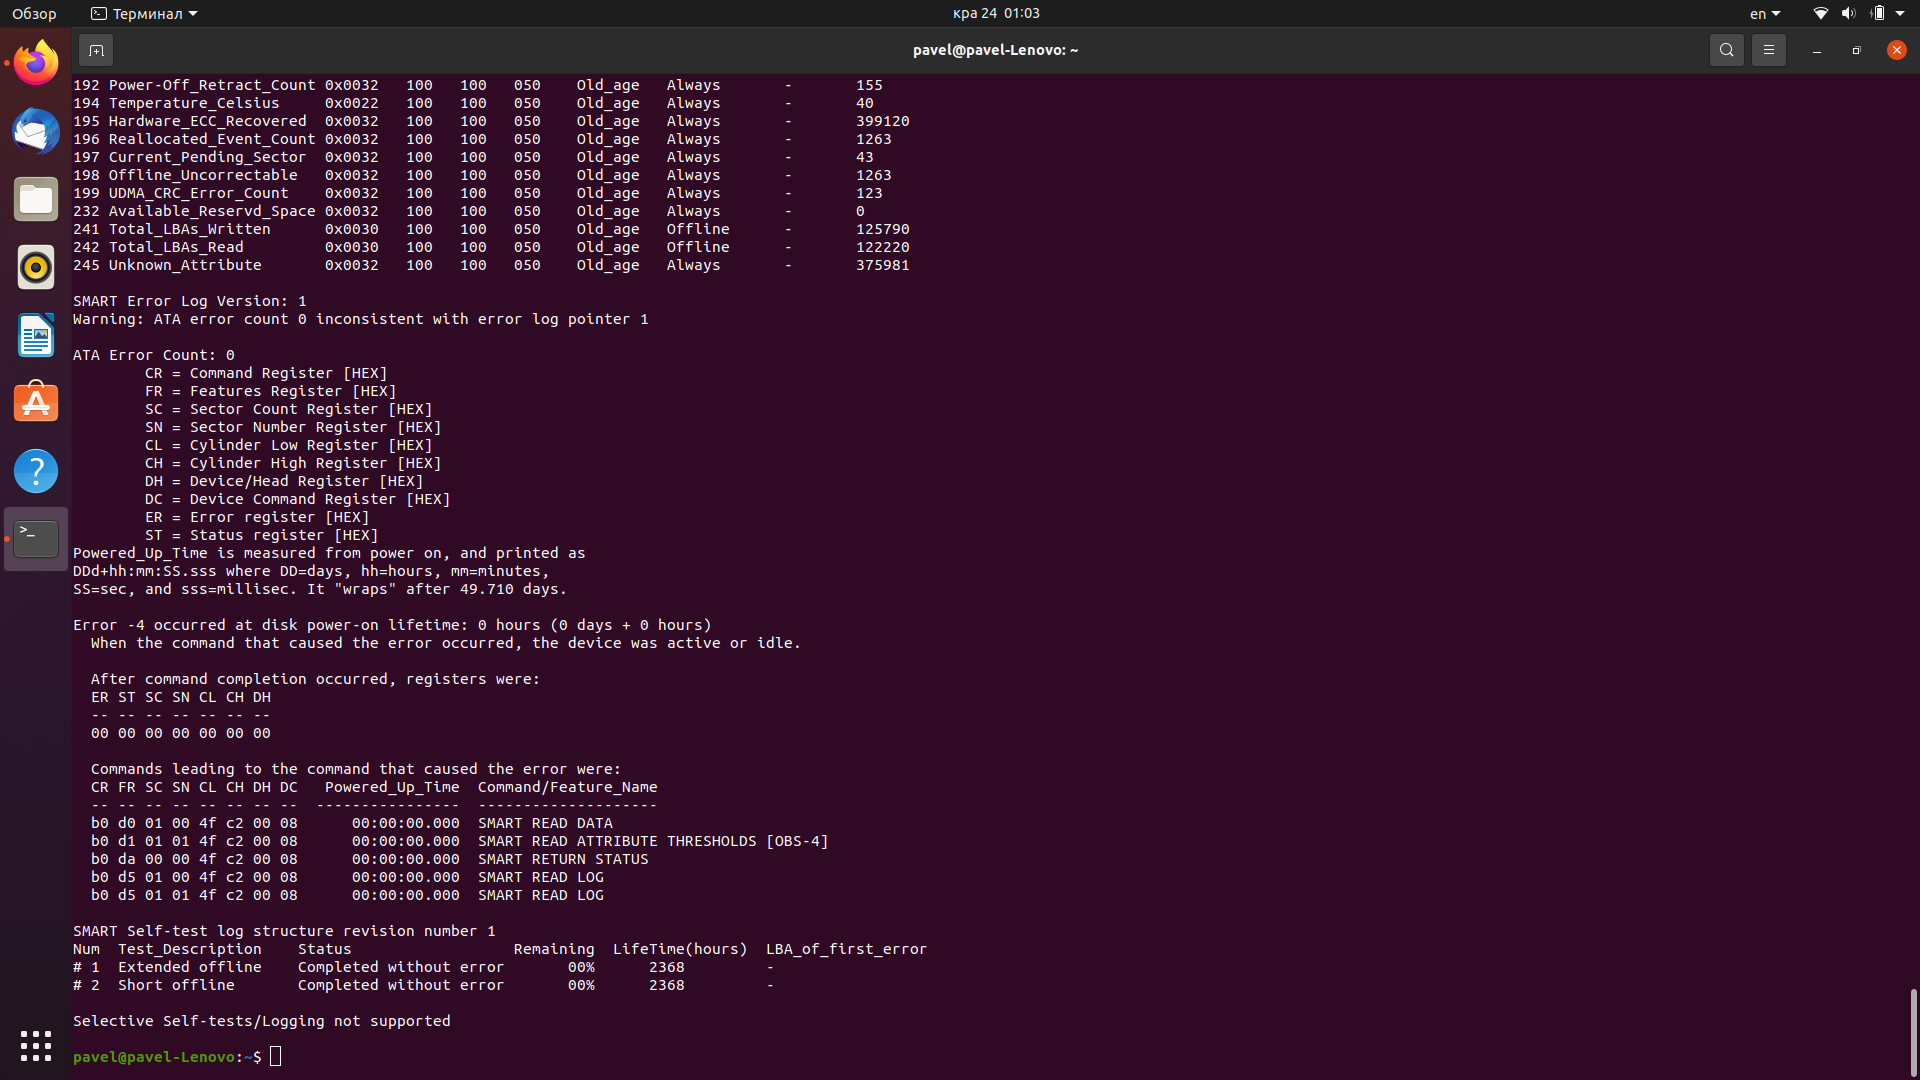 Обзор
Терминал
кра 24 01:03
en
pavel@pavel-Lenovo: ~
192 Power-Off_Retract_Count 0x0032   100   100   050    Old_age   Always       -       155
194 Temperature_Celsius     0x0022   100   100   050    Old_age   Always       -       40
195 Hardware_ECC_Recovered  0x0032   100   100   050    Old_age   Always       -       399120
196 Reallocated_Event_Count 0x0032   100   100   050    Old_age   Always       -       1263
197 Current_Pending_Sector  0x0032   100   100   050    Old_age   Always       -       43
198 Offline_Uncorrectable   0x0032   100   100   050    Old_age   Always       -       1263
199 UDMA_CRC_Error_Count    0x0032   100   100   050    Old_age   Always       -       123
232 Available_Reservd_Space 0x0032   100   100   050    Old_age   Always       -       0
241 Total_LBAs_Written      0x0030   100   100   050    Old_age   Offline      -       125790
242 Total_LBAs_Read         0x0030   100   100   050    Old_age   Offline      -       122220
245 Unknown_Attribute       0x0032   100   100   050    Old_age   Always       -       375981
SMART Error Log Version: 1
Warning: ATA error count 0 inconsistent with error log pointer 1
ATA Error Count: 0
CR = Command Register [HEX]
FR = Features Register [HEX]
SC = Sector Count Register [HEX]
SN = Sector Number Register [HEX]
CL = Cylinder Low Register [HEX]
CH = Cylinder High Register [HEX]
DH = Device/Head Register [HEX]
DC = Device Command Register [HEX]
ER = Error register [HEX]
ST = Status register [HEX]
Powered_Up_Time is measured from power on, and printed as
DDd+hh:mm:SS.sss where DD=days, hh=hours, mm=minutes,
SS=sec, and sss=millisec. It "wraps" after 49.710 days.
Error -4 occurred at disk power-on lifetime: 0 hours (0 days + 0 hours)
When the command that caused the error occurred, the device was active or idle.
After command completion occurred, registers were:
ER ST SC SN CL CH DH
-- -- -- -- -- -- --
00 00 00 00 00 00 00
Commands leading to the command that caused the error were:
CR FR SC SN CL CH DH DC   Powered_Up_Time  Command/Feature_Name
-- -- -- -- -- -- -- --  ----------------  --------------------
b0 d0 01 00 4f c2 00 08      00:00:00.000  SMART READ DATA
b0 d1 01 01 4f c2 00 08      00:00:00.000  SMART READ ATTRIBUTE THRESHOLDS [OBS-4]
b0 da 00 00 4f c2 00 08      00:00:00.000  SMART RETURN STATUS
b0 d5 01 00 4f c2 00 08      00:00:00.000  SMART READ LOG
b0 d5 01 01 4f c2 00 08      00:00:00.000  SMART READ LOG
SMART Self-test log structure revision number 1
Num  Test_Description    Status                  Remaining  LifeTime(hours)  LBA_of_first_error
# 1  Extended offline    Completed without error       00%      2368         -
# 2  Short offline       Completed without error       00%      2368         -
Selective Self-tests/Logging not supported
pavel@pavel-Lenovo:~$